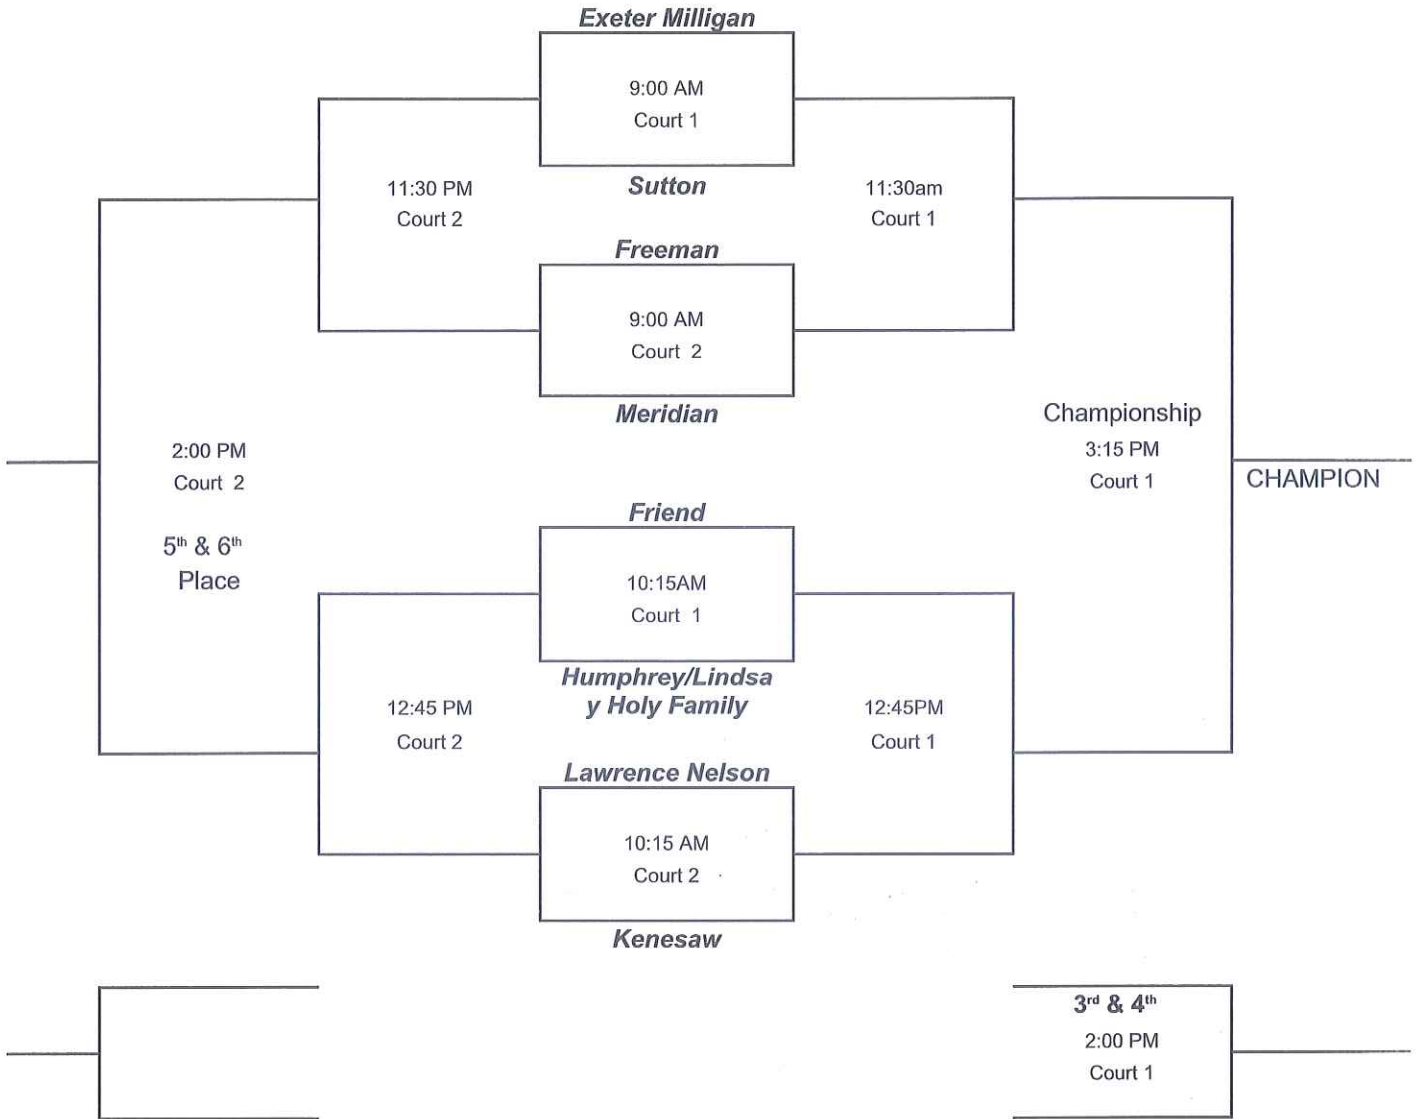 Exeter Milligan
9:00 AM
Court 1
Sutton
11:30 PM
Court 2
11:30am
Court 1
Freeman
9:00 AM
Court 2
Meridian
2:00 PM
Court 2
5th & 6th
Place
Championship
3:15 PM
Court 1
CHAMPION
Friend
10:15AM
Court 1
Humphrey/Lindsa
y Holy Family
12:45 PM
Court 2
12:45PM
Court 1
Lawrence Nelson
10:15 AM
Court 2
Kenesaw
3rd & 4th
2:00 PM
Court 1